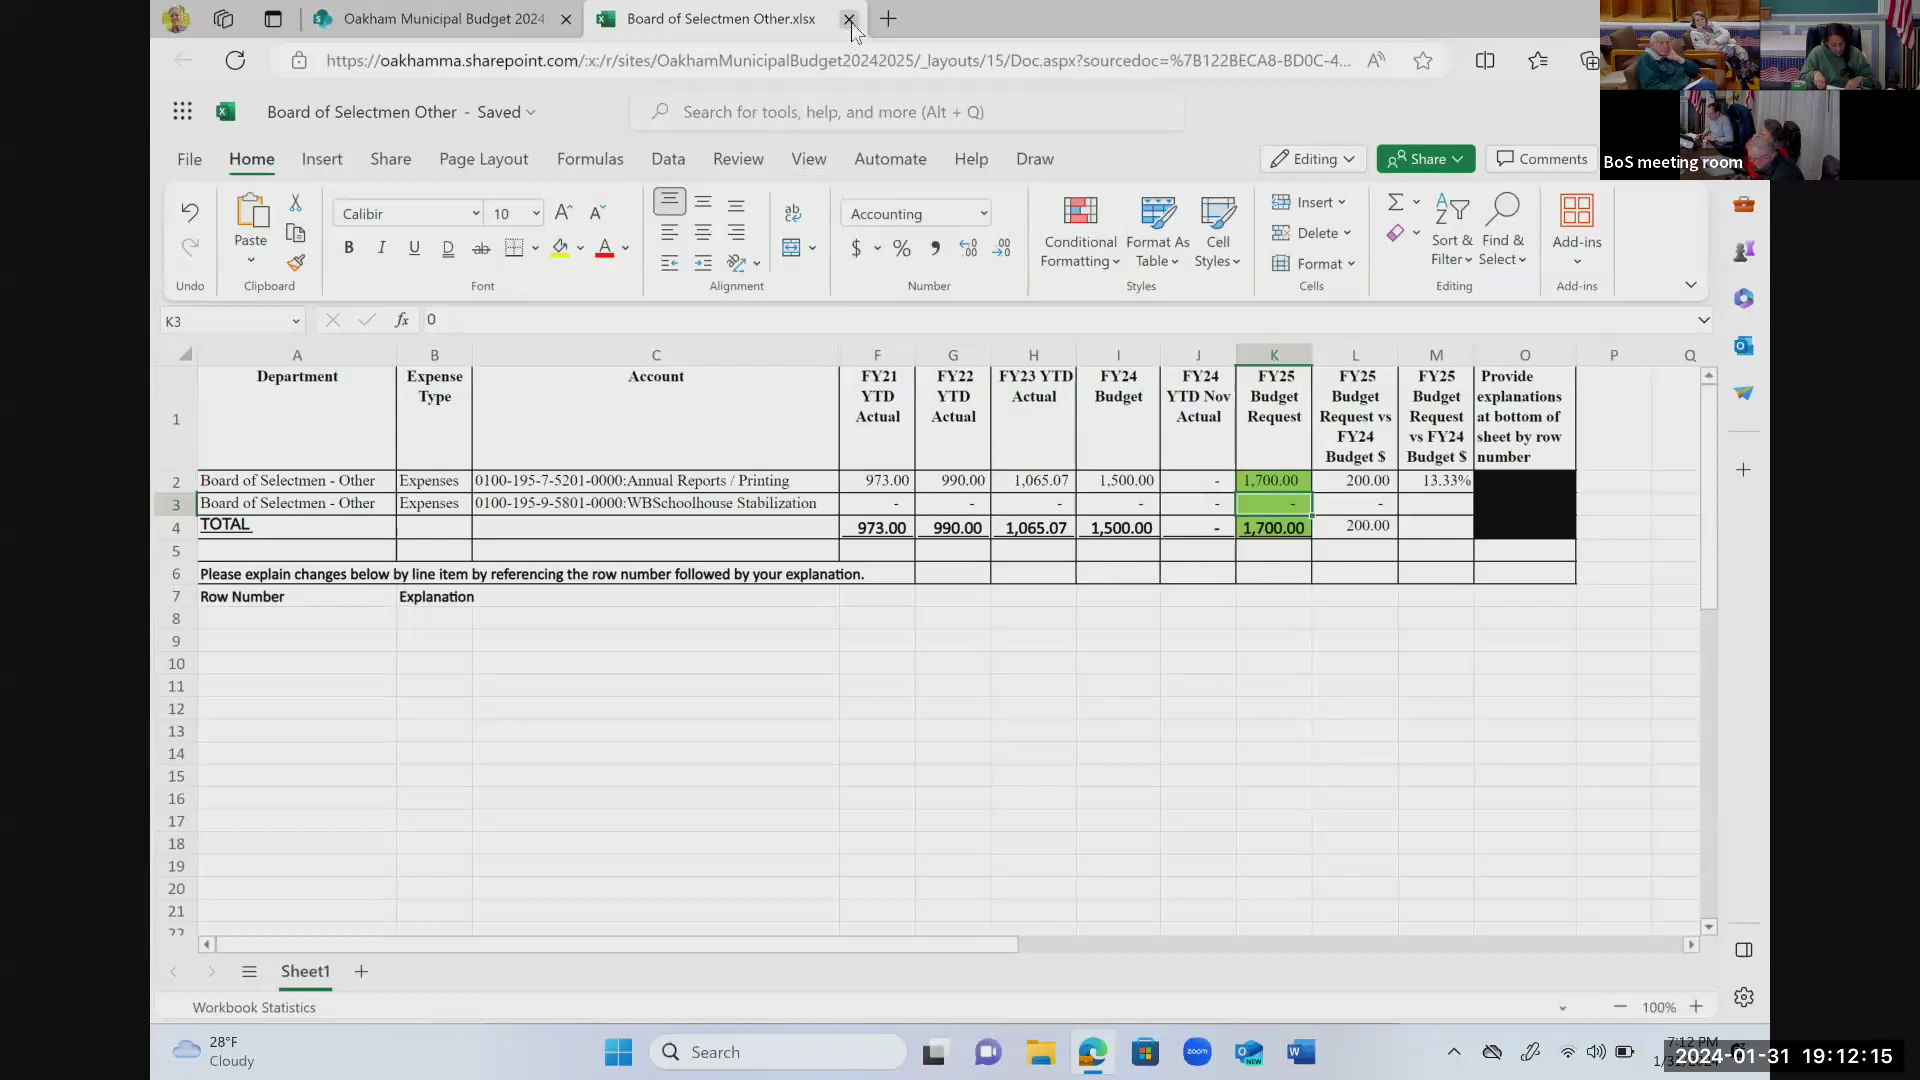 Oakham Municipal Budget 2024
Board of Selectmen Other.xlsx
https://oakhamma.sharepoint.com/:x:/r/sites/OakhamMunicipalBudget20242025/_layouts/15/Doc.aspx?sourcedoc=%7B122BECA8-BD0C-4...
Board of Selectmen Other - Saved
Search for tools, help, and more (Alt + Q)
BoS meeting room
File Home Insert Share Page Layout Formulas Data Review View Automate Help Draw
Editing Share Comments
Calibri 10
Accounting
Paste
B I U D ab
$ % 9 .00
Conditional Formatting
Format As Table
Cell Styles
Insert
Delete
Format
Sort & Filter
Find & Select
Add-ins
Undo Clipboard Font Alignment Number Styles Cells Editing Add-ins
K3 fx 0
A B C F G H I J K L M O P Q
1 Department Expense Type Account FY21 YTD Actual FY22 YTD Actual FY23 YTD Actual FY24 Budget FY24 YTD Nov Actual FY25 Budget Request FY25 Budget Request vs FY24 Budget $ FY25 Budget Request vs FY24 Budget $ Provide explanations at bottom of sheet by row number
2 Board of Selectmen - Other Expenses 0100-195-7-5201-0000:Annual Reports / Printing 973.00 990.00 1,065.07 1,500.00 - 1,700.00 200.00 13.33%
3 Board of Selectmen - Other Expenses 0100-195-9-5801-0000:WBSchoolhouse Stabilization - - - - - - -
4 TOTAL 973.00 990.00 1,065.07 1,500.00 - 1,700.00 200.00
5
6 Please explain changes below by line item by referencing the row number followed by your explanation.
7 Row Number Explanation
8
9
10
11
12
13
14
15
16
17
18
19
20
21
22
Sheet1
Workbook Statistics
100%
28°F
Cloudy
Search
zoom
NEW
7:12 PM
2024-01-31 19:12:15